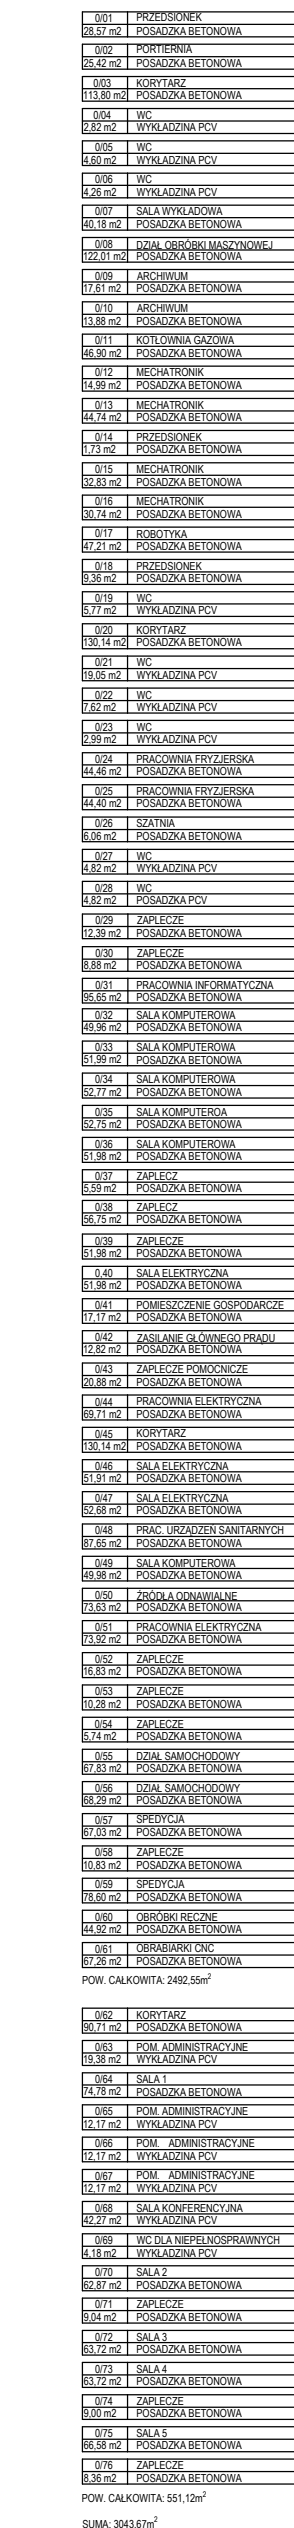 0/01 PRZEDSIONEK
28,57 m2 POSADZKA BETONOWA
0/02 PORTIERNIA
25,42 m2 POSADZKA BETONOWA
0/03 KORYTARZ
113,80 m2 POSADZKA BETONOWA
0/04 WC
2,82 m2 WYKŁADZINA PCV
0/05 WC
4,60 m2 WYKŁADZINA PCV
0/06 WC
4,26 m2 WYKŁADZINA PCV
0/07 SALA WYKŁADOWA
40,18 m2 POSADZKA BETONOWA
0/08 DZIAŁ OBRÓBKI MASZYNOWEJ
122,01 m2 POSADZKA BETONOWA
0/09 ARCHIWUM
17,61 m2 POSADZKA BETONOWA
0/10 ARCHIWUM
13,88 m2 POSADZKA BETONOWA
0/11 KOTŁOWNIA GAZOWA
46,90 m2 POSADZKA BETONOWA
0/12 MECHATRONIK
14,99 m2 POSADZKA BETONOWA
0/13 MECHATRONIK
44,74 m2 POSADZKA BETONOWA
0/14 PRZEDSIONEK
1,73 m2 POSADZKA BETONOWA
0/15 MECHATRONIK
32,83 m2 POSADZKA BETONOWA
0/16 MECHATRONIK
30,74 m2 POSADZKA BETONOWA
0/17 ROBOTYKA
47,21 m2 POSADZKA BETONOWA
0/18 PRZEDSIONEK
9,36 m2 POSADZKA BETONOWA
0/19 WC
5,77 m2 WYKŁADZINA PCV
0/20 KORYTARZ
130,14 m2 POSADZKA BETONOWA
0/21 WC
19,05 m2 WYKŁADZINA PCV
0/22 WC
7,62 m2 WYKŁADZINA PCV
0/23 WC
2,99 m2 WYKŁADZINA PCV
0/24 PRACOWNIA FRYZJERSKA
44,46 m2 POSADZKA BETONOWA
0/25 PRACOWNIA FRYZJERSKA
44,40 m2 POSADZKA BETONOWA
0/26 SZATNIA
6,06 m2 POSADZKA BETONOWA
0/27 WC
4,82 m2 WYKŁADZINA PCV
0/28 WC
4,82 m2 POSADZKA PCV
0/29 ZAPLECZE
12,39 m2 POSADZKA BETONOWA
0/30 ZAPLECZE
8,88 m2 POSADZKA BETONOWA
0/31 PRACOWNIA INFORMATYCZNA
95,65 m2 POSADZKA BETONOWA
0/32 SALA KOMPUTEROWA
49,96 m2 POSADZKA BETONOWA
0/33 SALA KOMPUTEROWA
51,99 m2 POSADZKA BETONOWA
0/34 SALA KOMPUTEROWA
52,77 m2 POSADZKA BETONOWA
0/35 SALA KOMPUTEROA
52,75 m2 POSADZKA BETONOWA
0/36 SALA KOMPUTEROWA
51,98 m2 POSADZKA BETONOWA
0/37 ZAPLECZ
5,59 m2 POSADZKA BETONOWA
0/38 ZAPLECZ
56,75 m2 POSADZKA BETONOWA
0/39 ZAPLECZE
51,98 m2 POSADZKA BETONOWA
0,40 SALA ELEKTRYCZNA
51,98 m2 POSADZKA BETONOWA
0/41 POMIESZCZENIE GOSPODARCZE
17,17 m2 POSADZKA BETONOWA
0/42 ZASILANIE GŁÓWNEGO PRĄDU
12,82 m2 POSADZKA BETONOWA
0/43 ZAPLECZE POMOCNICZE
20,88 m2 POSADZKA BETONOWA
0/44 PRACOWNIA ELEKTRYCZNA
69,71 m2 POSADZKA BETONOWA
0/45 KORYTARZ
130,14 m2 POSADZKA BETONOWA
0/46 SALA ELEKTRYCZNA
51,91 m2 POSADZKA BETONOWA
0/47 SALA ELEKTRYCZNA
52,68 m2 POSADZKA BETONOWA
0/48 PRAC. URZĄDZEŃ SANITARNYCH
87,65 m2 POSADZKA BETONOWA
0/49 SALA KOMPUTEROWA
49,98 m2 POSADZKA BETONOWA
0/50 ŹRÓDŁA ODNAWIALNE
73,63 m2 POSADZKA BETONOWA
0/51 PRACOWNIA ELEKTRYCZNA
73,92 m2 POSADZKA BETONOWA
0/52 ZAPLECZE
16,83 m2 POSADZKA BETONOWA
0/53 ZAPLECZE
10,28 m2 POSADZKA BETONOWA
0/54 ZAPLECZE
5,74 m2 POSADZKA BETONOWA
0/55 DZIAŁ SAMOCHODOWY
67,83 m2 POSADZKA BETONOWA
0/56 DZIAŁ SAMOCHODOWY
68,29 m2 POSADZKA BETONOWA
0/57 SPEDYCJA
67,03 m2 POSADZKA BETONOWA
0/58 ZAPLECZE
10,83 m2 POSADZKA BETONOWA
0/59 SPEDYCJA
78,60 m2 POSADZKA BETONOWA
0/60 OBRÓBKI RĘCZNE
44,92 m2 POSADZKA BETONOWA
0/61 OBRABIARKI CNC
67,26 m2 POSADZKA BETONOWA
POW. CAŁKOWITA: 2492,55m²
0/62 KORYTARZ
90,71 m2 POSADZKA BETONOWA
0/63 POM. ADMINISTRACYJNE
19,38 m2 WYKŁADZINA PCV
0/64 SALA 1
74,78 m2 POSADZKA BETONOWA
0/65 POM. ADMINISTRACYJNE
12,17 m2 WYKŁADZINA PCV
0/66 POM. ADMINISTRACYJNE
12,17 m2 WYKŁADZINA PCV
0/67 POM. ADMINISTRACYJNE
12,17 m2 WYKŁADZINA PCV
0/68 SALA KONFERENCYJNA
42,27 m2 WYKŁADZINA PCV
0/69 WC DLA NIEPEŁNOSPRAWNYCH
4,18 m2 WYKŁADZINA PCV
0/70 SALA 2
62,87 m2 POSADZKA BETONOWA
0/71 ZAPLECZE
9,04 m2 POSADZKA BETONOWA
0/72 SALA 3
63,72 m2 POSADZKA BETONOWA
0/73 SALA 4
63,72 m2 POSADZKA BETONOWA
0/74 ZAPLECZE
9,00 m2 POSADZKA BETONOWA
0/75 SALA 5
66,58 m2 POSADZKA BETONOWA
0/76 ZAPLECZE
8,36 m2 POSADZKA BETONOWA
POW. CAŁKOWITA: 551,12m²
SUMA: 3043,67m²